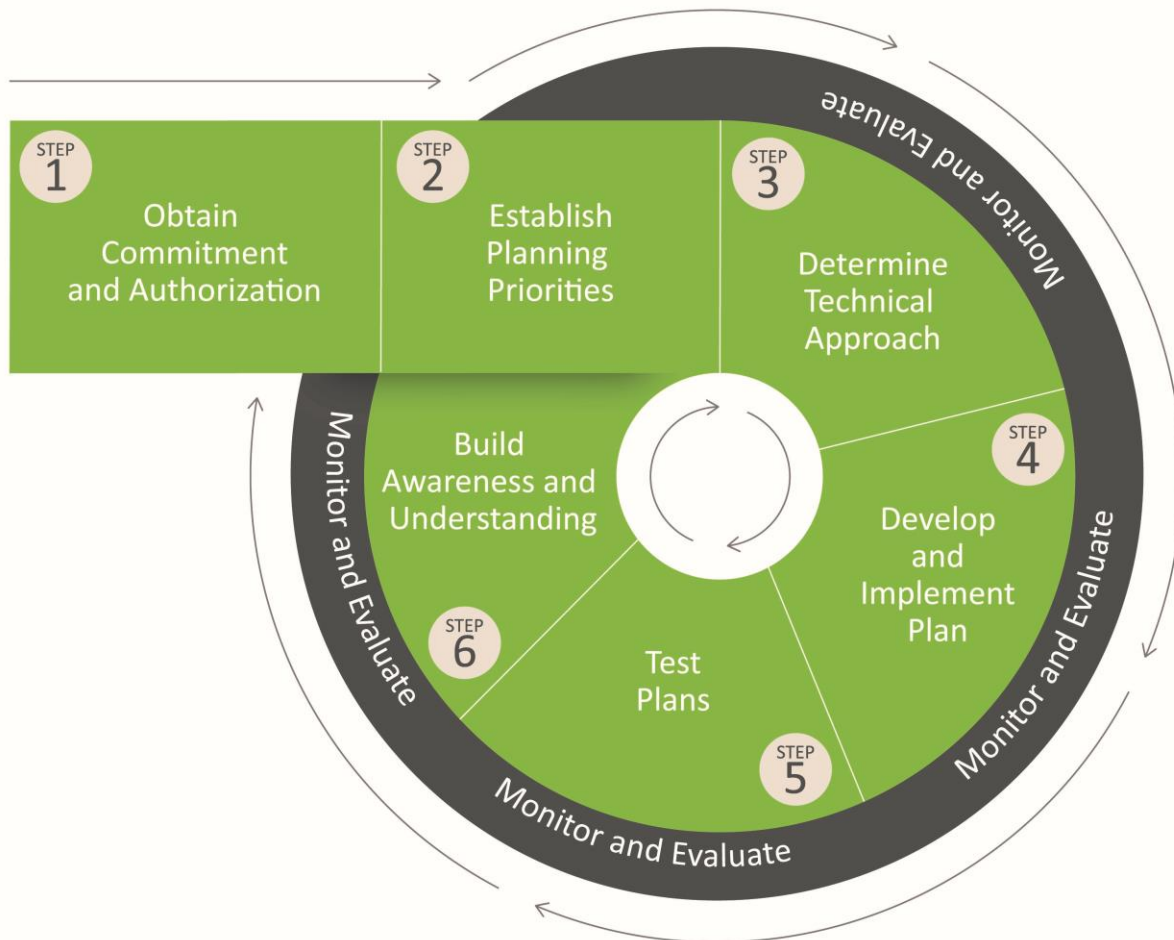 STEP
1
Obtain
Commitment
and Authorization
STEP
2
Establish
Planning
Priorities
STEP
3
Determine
Technical
Approach
STEP
4
Develop
and
Implement
Plan
STEP
5
Test
Plans
STEP
6
Build
Awareness and
Understanding
Monitor and Evaluate
Monitor and Evaluate
Monitor and Evaluate
Monitor and Evaluate